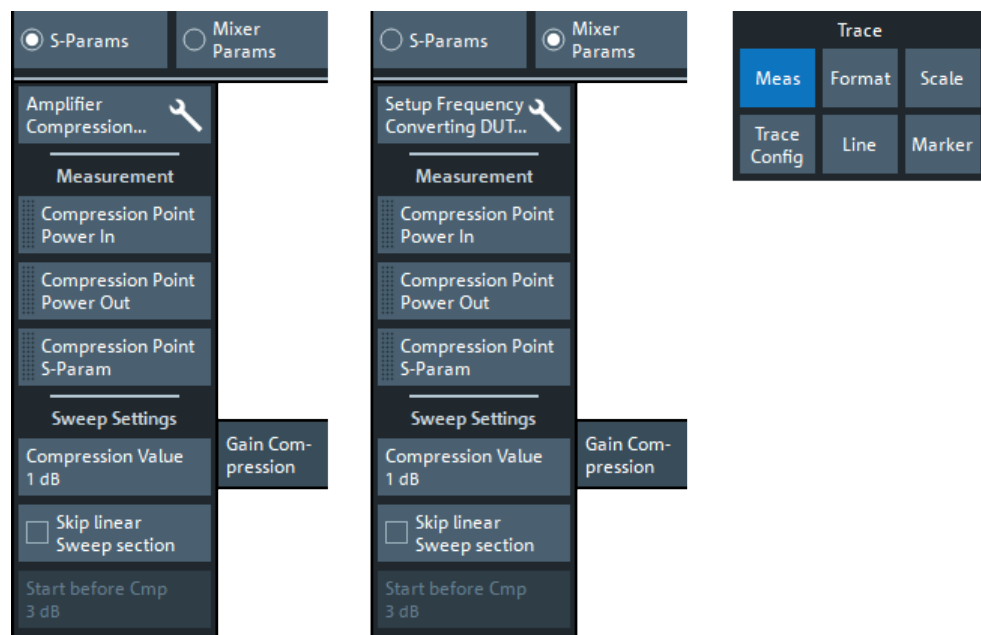 S-Params
Mixer
Params
Amplifier
Compression...
Measurement
Compression Point
Power In
Compression Point
Power Out
Compression Point
S-Param
Sweep Settings
Compression Value
1 dB
Skip linear
Sweep section
Start before Cmp
3 dB
Gain Com-
pression
S-Params
Mixer
Params
Setup Frequency
Converting DUT...
Measurement
Compression Point
Power In
Compression Point
Power Out
Compression Point
S-Param
Sweep Settings
Compression Value
1 dB
Skip linear
Sweep section
Start before Cmp
3 dB
Gain Com-
pression
Trace
Meas
Format
Scale
Trace
Config
Line
Marker